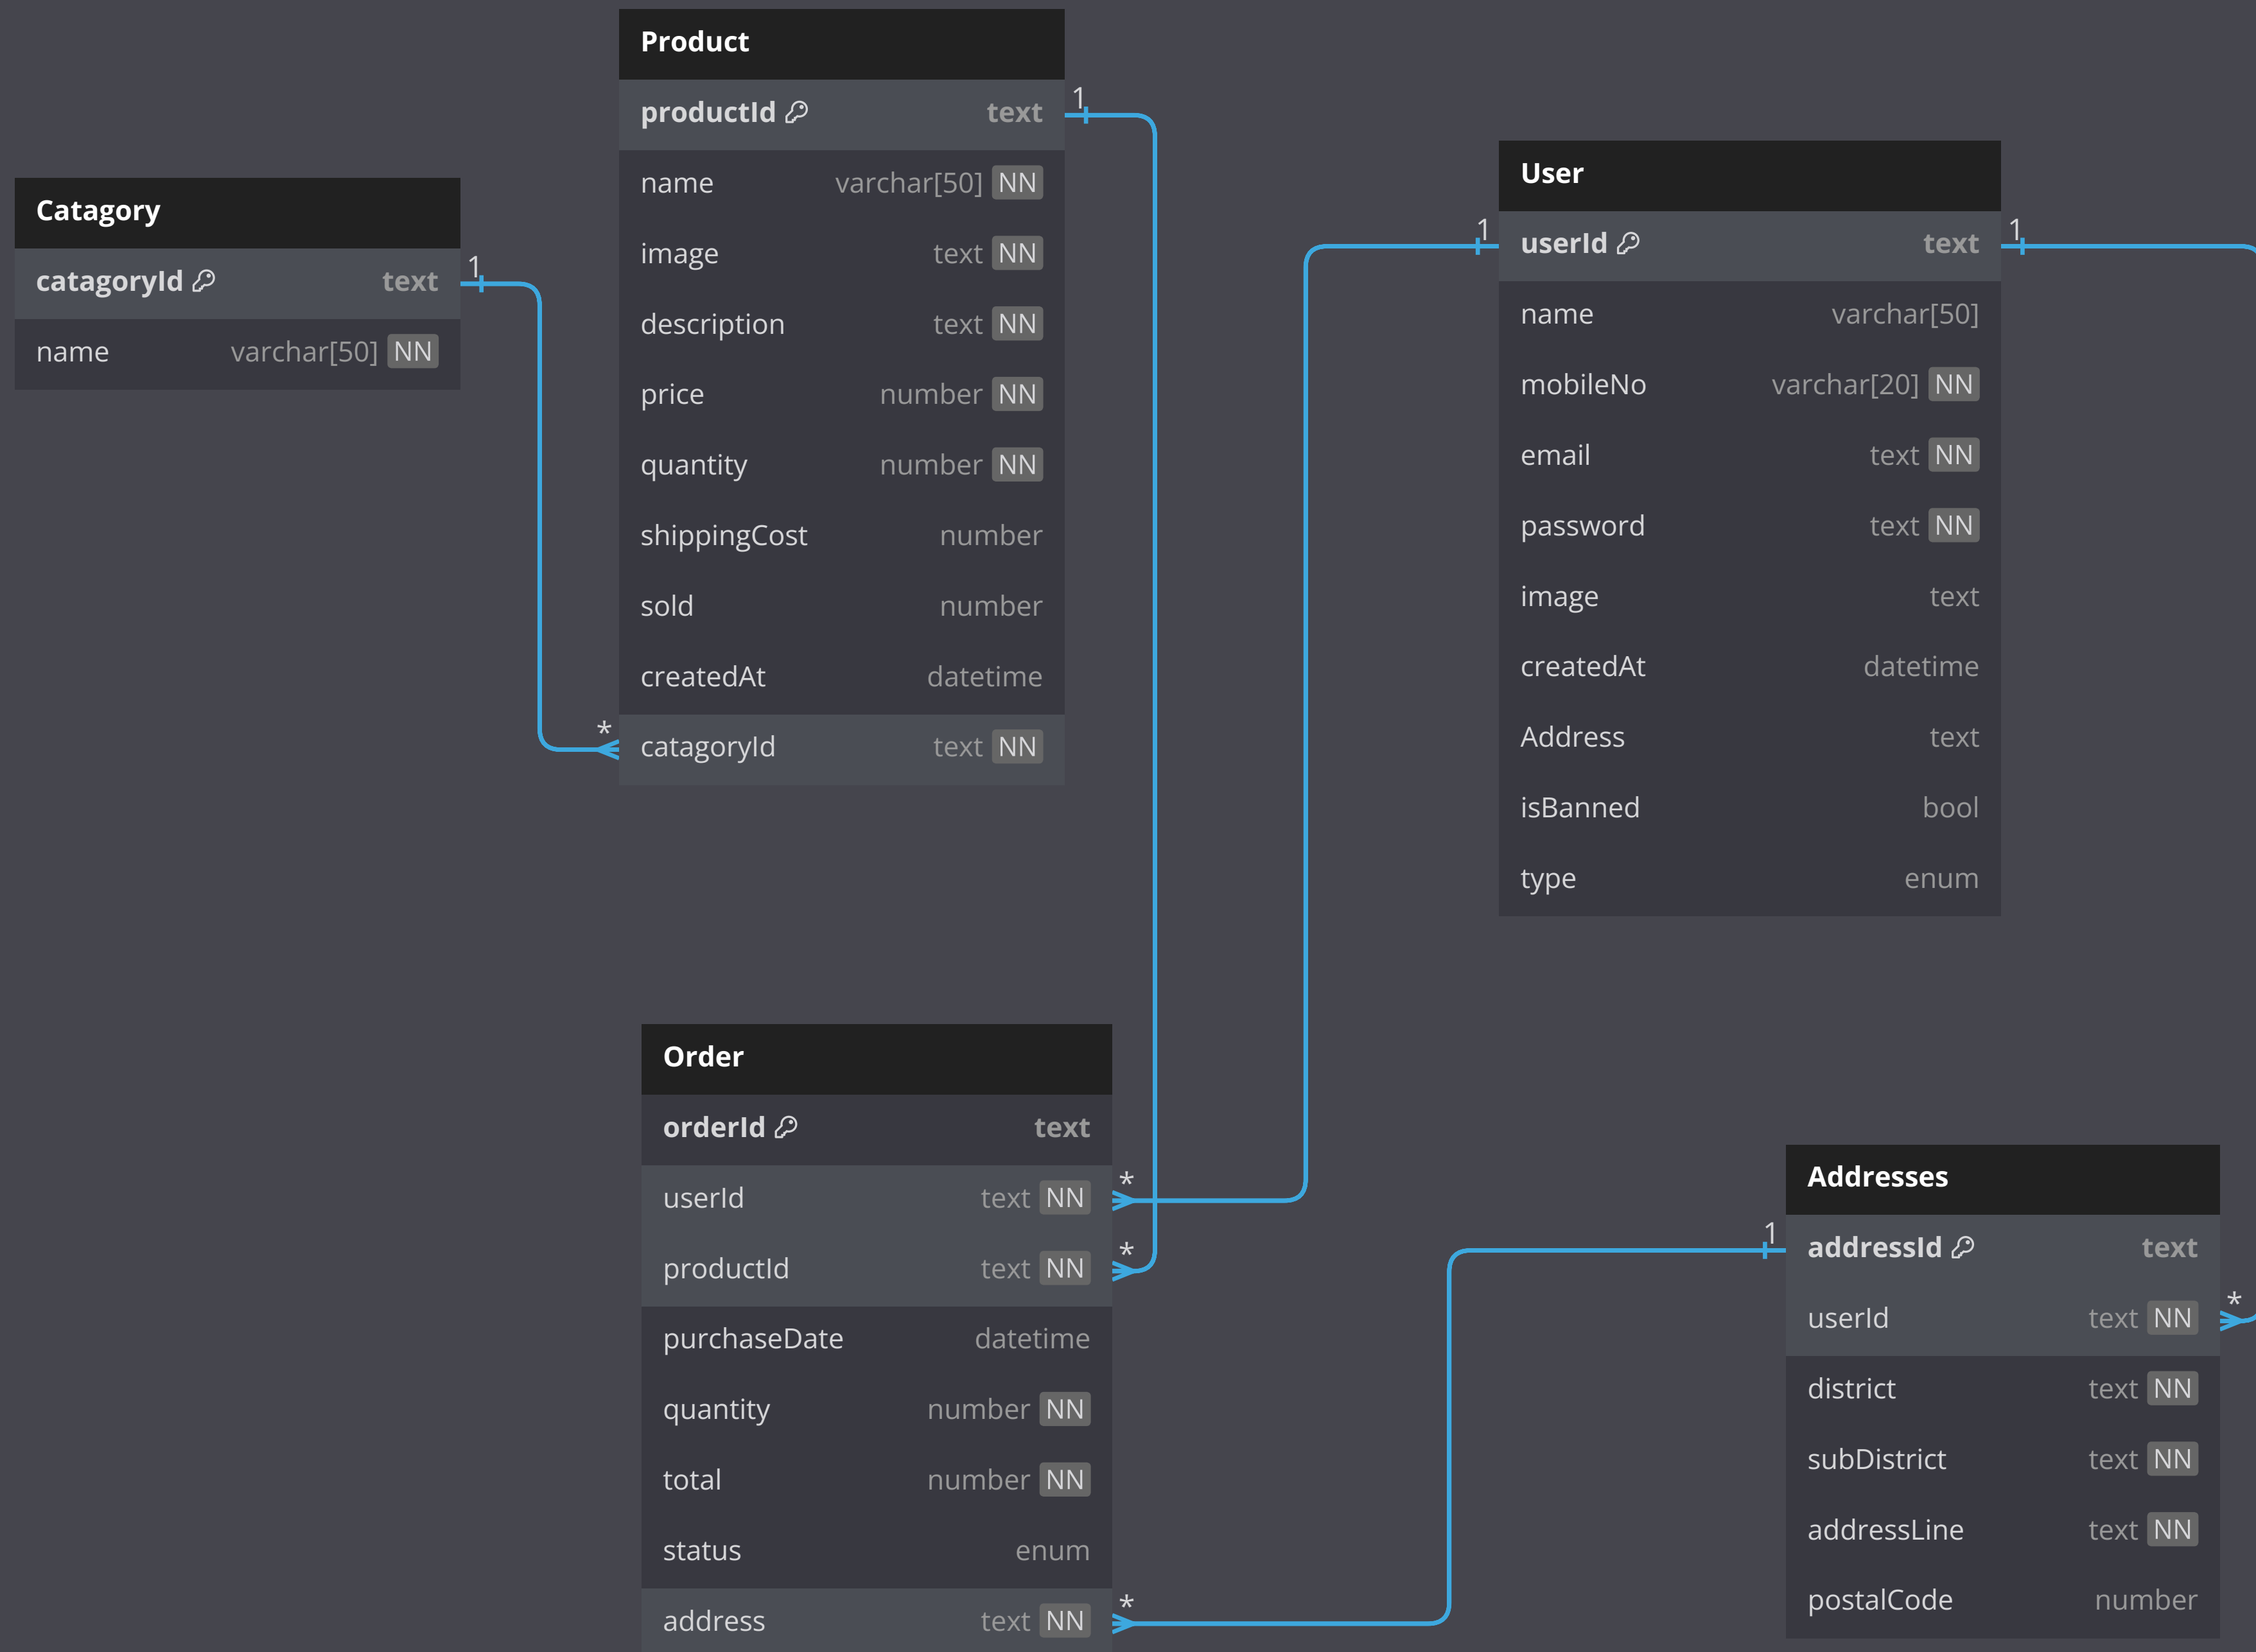 Product
productId text
name varchar[50] NN
image text NN
description text NN
price number NN
quantity number NN
shippingCost number
sold number
createdAt datetime
catagoryId text NN
1
*
Catagory
catagoryId text
name varchar[50] NN
1
User
userId text
name varchar[50]
mobileNo varchar[20] NN
email text NN
password text NN
image text
createdAt datetime
Address text
isBanned bool
type enum
1
1
Order
orderId text
userId text NN
productId text NN
purchaseDate datetime
quantity number NN
total number NN
status enum
address text NN
*
*
*
Addresses
addressId text
userId text NN
district text NN
subDistrict text NN
addressLine text NN
postalCode number
1
*